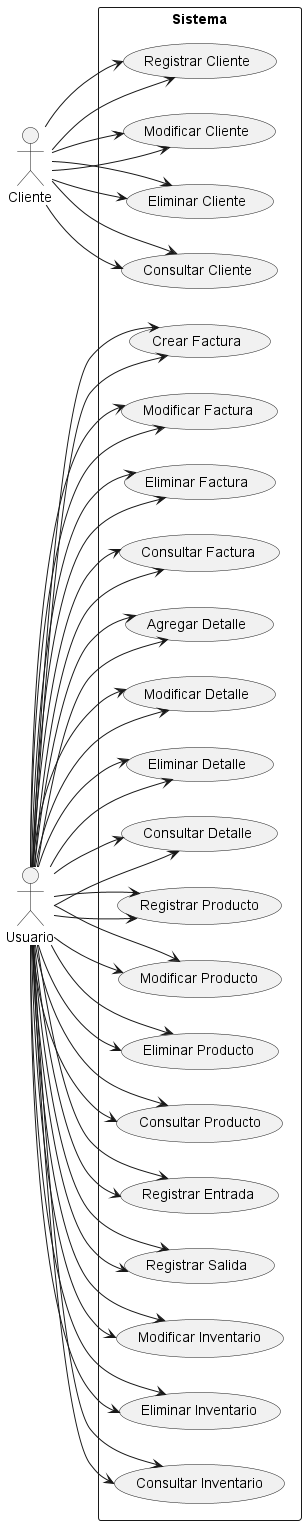 Sistema
Registrar Cliente
Modificar Cliente
Cliente
Eliminar Cliente
Consultar Cliente
Crear Factura
Modificar Factura
Eliminar Factura
Consultar Factura
Agregar Detalle
Modificar Detalle
Eliminar Detalle
Consultar Detalle
Registrar Producto
Usuario
Modificar Producto
Eliminar Producto
Consultar Producto
Registrar Entrada
Registrar Salida
Modificar Inventario
Eliminar Inventario
Consultar Inventario